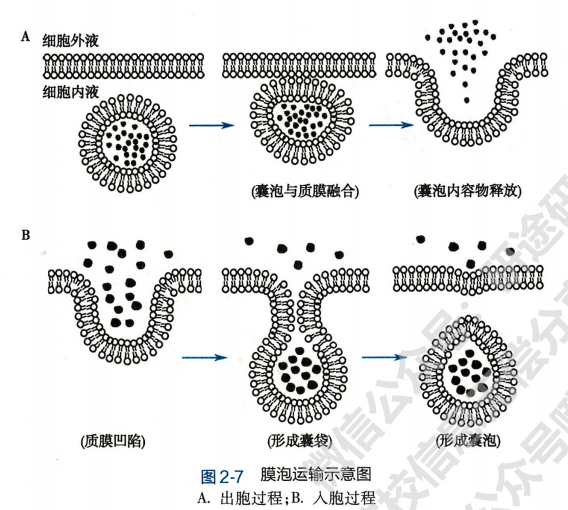 A 细胞外液
细胞内液
(囊泡与质膜融合)
(囊泡内容物释放)
B
(质膜凹陷)
(形成囊袋)
(形成囊泡)
图2-7 膜泡运输示意图
A. 出胞过程;B. 入胞过程